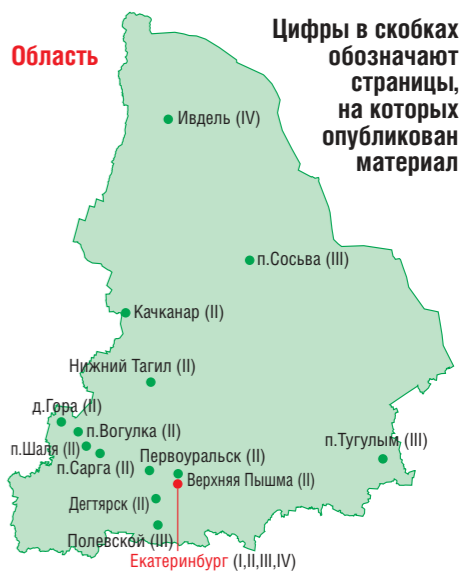 Область
Цифры в скобках
обозначают
страницы,
на которых
опубликован
материал
Ивдель (IV)
п.Сосьва (III)
Качканар (II)
Нижний Тагил (II)
д.Гора (II)
п.Вогулка (II)
п.Шаля (II)
п.Сарга (II)
Первоуральск (II)
п.Тугулым (III)
Верхняя Пышма (II)
Дегтярск (II)
Полевской (III)
Екатеринбург (I,II,III,IV)